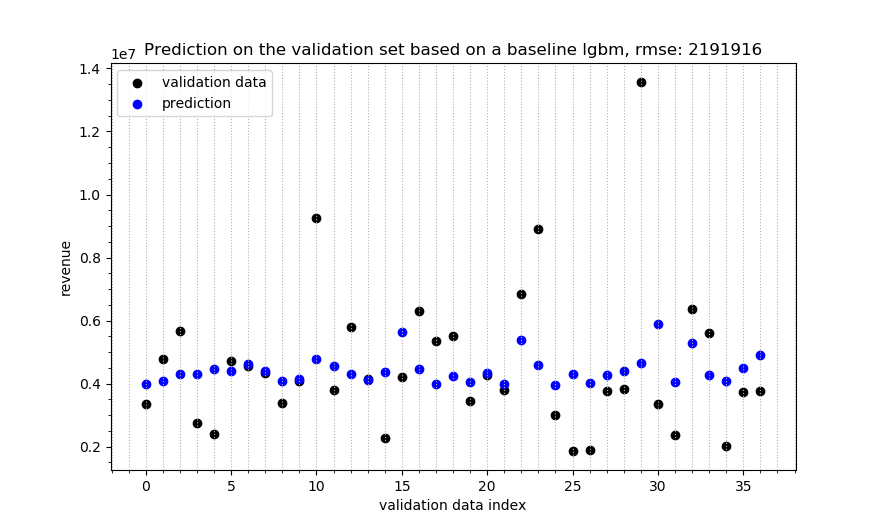 Prediction on the validation set based on a baseline lgbm, rmse: 2191916
1e7
validation data
prediction
1.4
1.2
1.0
0.8
0.6
0.4
0.2
revenue
0 5 10 15 20 25 30 35
validation data index